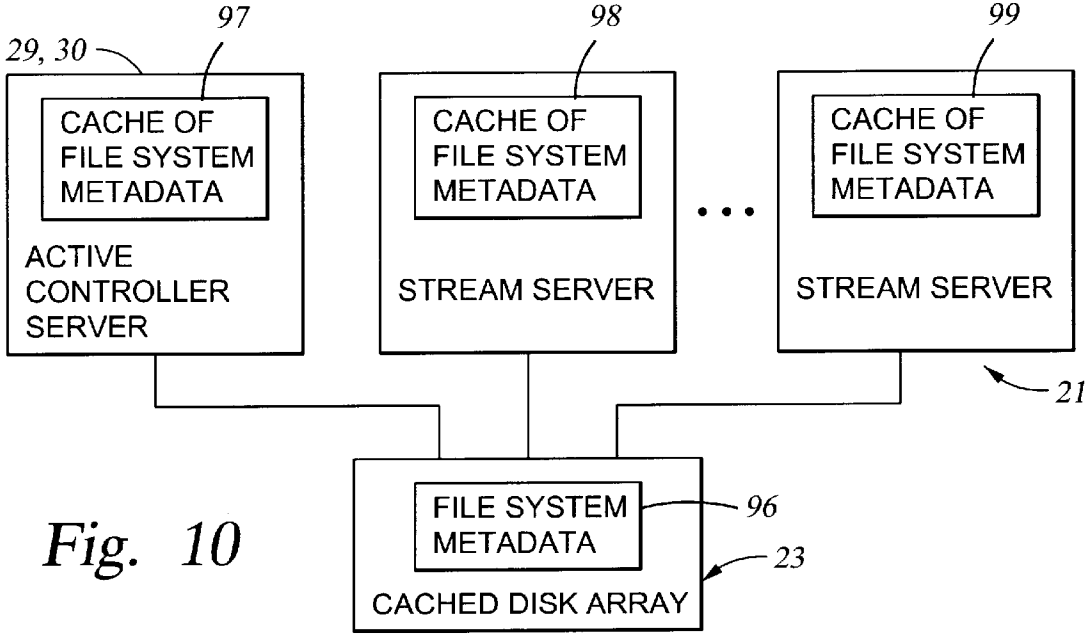 97
98
99
29, 30
CACHE OF
FILE SYSTEM
METADATA
ACTIVE
CONTROLLER
SERVER
CACHE OF
FILE SYSTEM
METADATA
STREAM SERVER
• • •
CACHE OF
FILE SYSTEM
METADATA
STREAM SERVER
21
FILE SYSTEM
METADATA
96
23
CACHED DISK ARRAY
Fig. 10